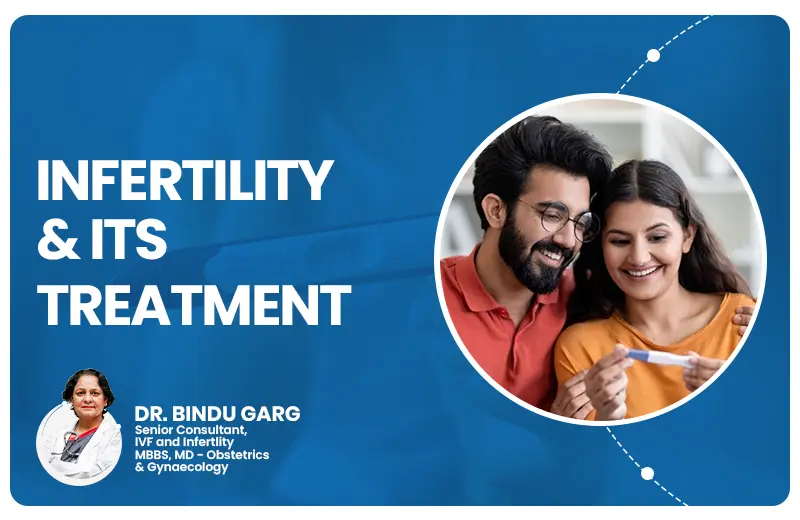 INFERTILITY
& ITS
TREATMENT
DR. BINDU GARG
Senior Consultant,
IVF and Infertlity
MBBS, MD - Obstetrics
& Gynaecology